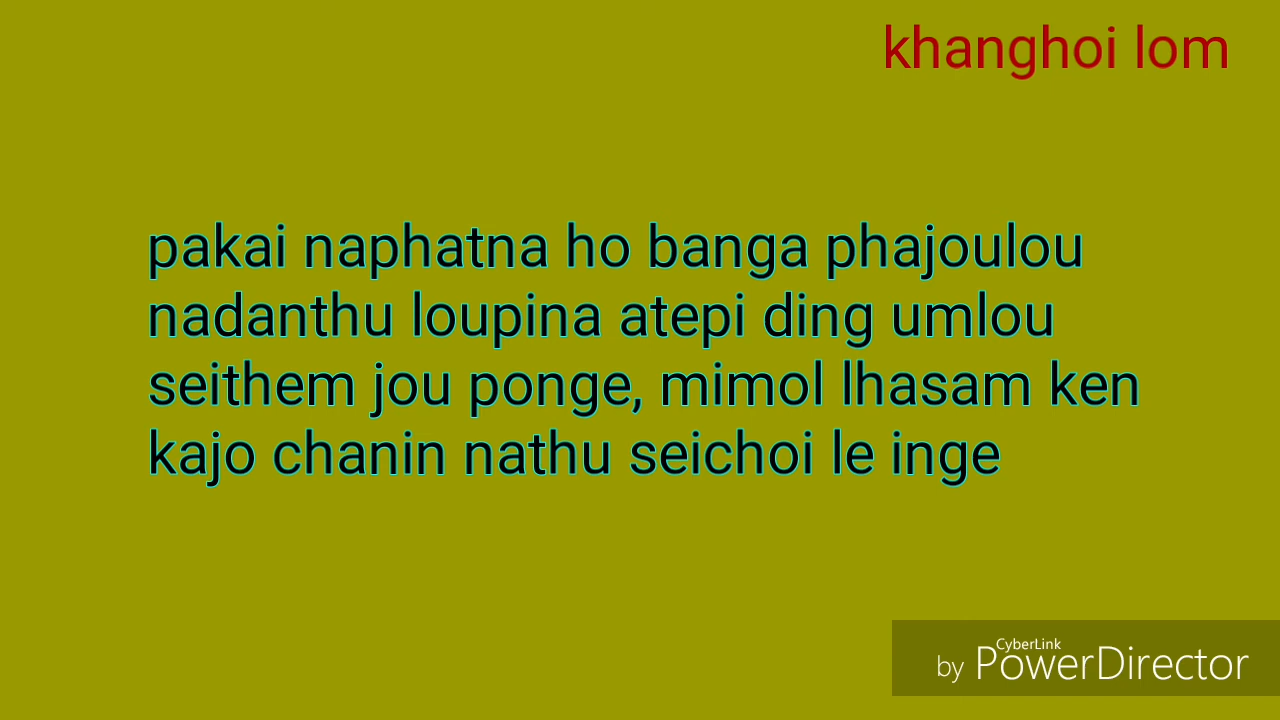 khanghoi lom
pakai naphatna ho banga phajoulou
nadanthu loupina atepi ding umlou
seithem jou ponge, mimol lhasam ken
kajo chanin nathu seichoi le inge
CyberLink
by PowerDirector